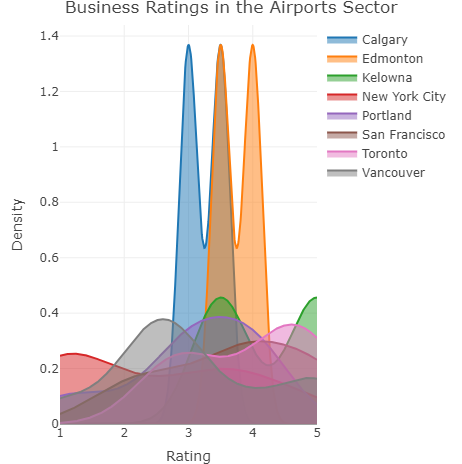 Business Ratings in the Airports Sector
1.4
1.2
1
0.8
0.6
0.4
0.2
0
Density
1 2 3 4 5
Rating
Calgary
Edmonton
Kelowna
New York City
Portland
San Francisco
Toronto
Vancouver